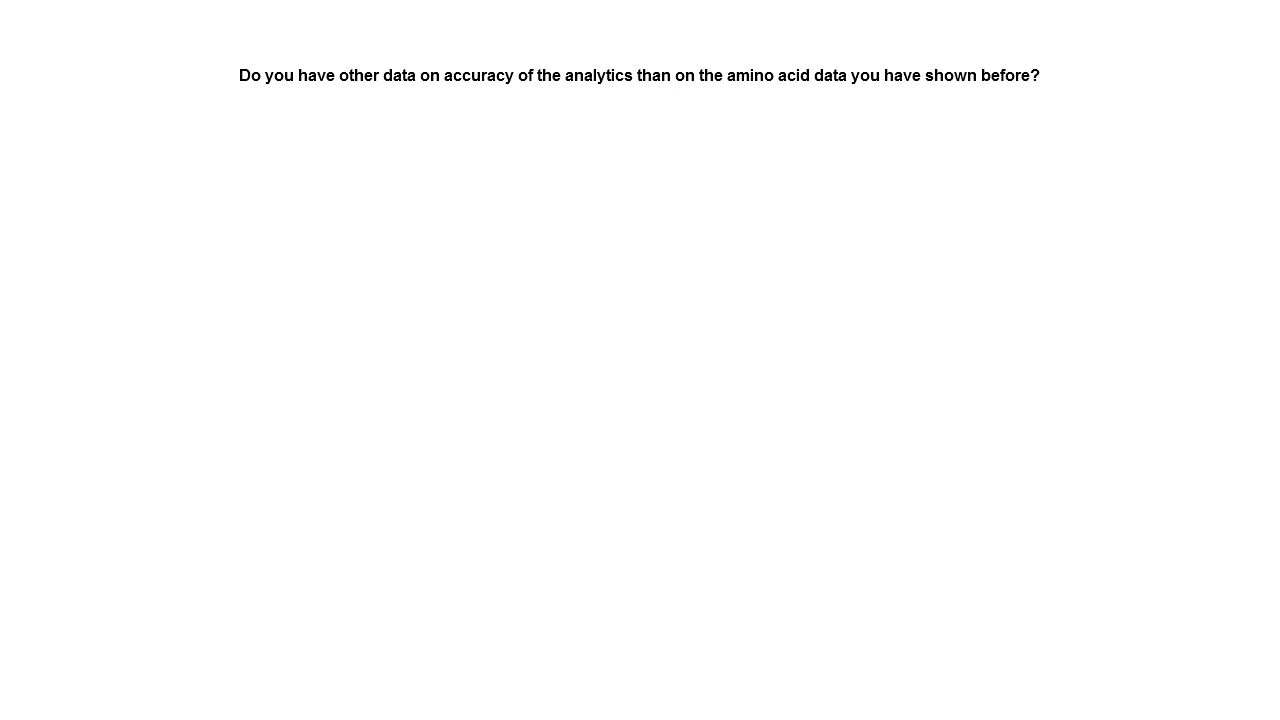 Do you have other data on accuracy of the analytics than on the amino acid data you have shown before?